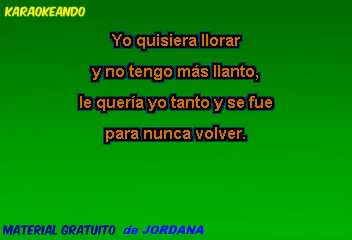 KARAOKEANDO
Yo quisiera llorar
y no tengo más llanto,
le quería yo tanto y se fue
para nunca volver.
MATERIAL GRATUITO de JORDANA